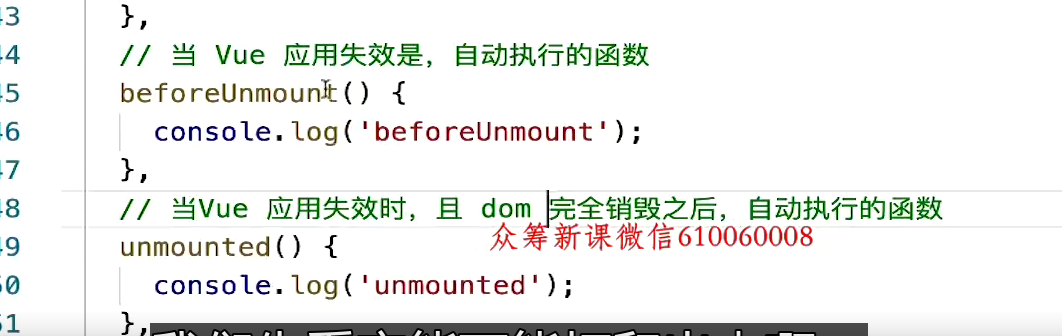 43 },
44 // 当 Vue 应用失效是，自动执行的函数
45 beforeUnmount() {
46 console.log('beforeUnmount');
47 },
48 // 当Vue 应用失效时，且 dom 完全销毁之后，自动执行的函数
众筹新课微信610060008
49 unmounted() {
50 console.log('unmounted');
51 },